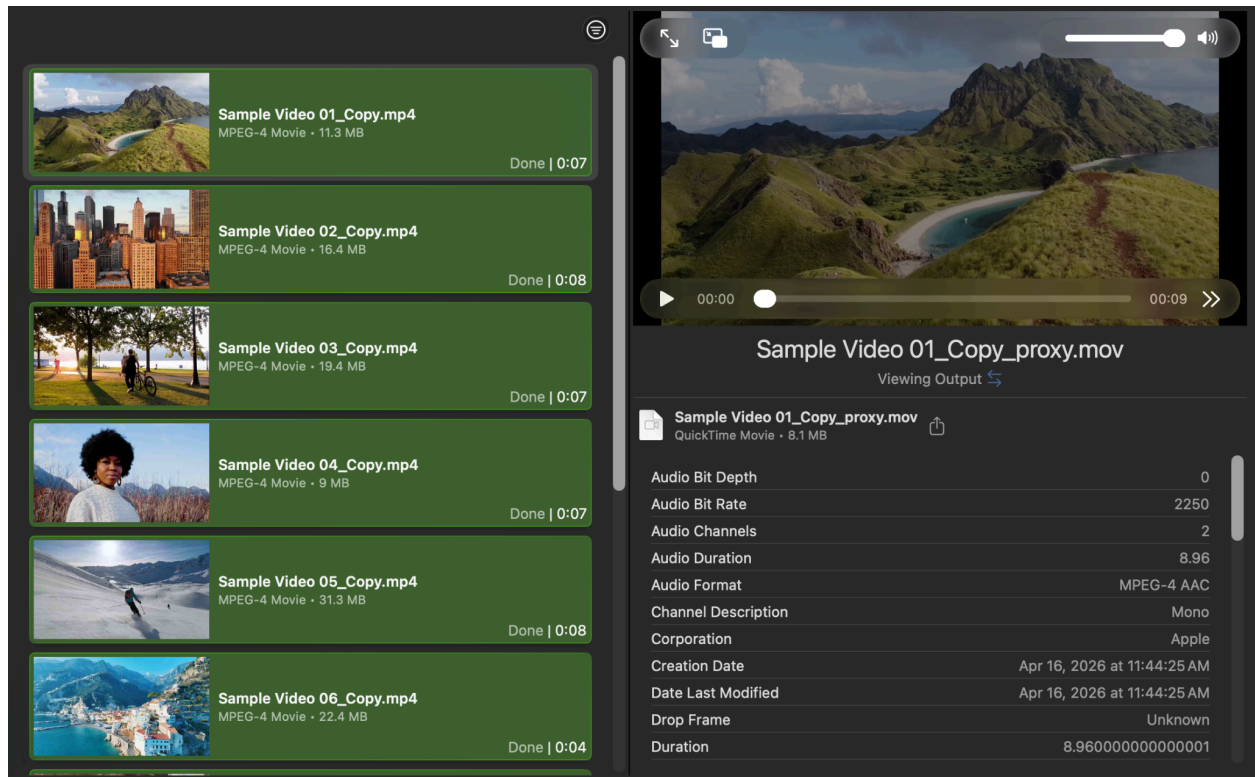 Sample Video 01_Copy.mp4
MPEG-4 Movie • 11.3 MB
Done | 0:07
Sample Video 02_Copy.mp4
MPEG-4 Movie • 16.4 MB
Done | 0:08
Sample Video 03_Copy.mp4
MPEG-4 Movie • 19.4 MB
Done | 0:07
Sample Video 04_Copy.mp4
MPEG-4 Movie • 9 MB
Done | 0:07
Sample Video 05_Copy.mp4
MPEG-4 Movie • 31.3 MB
Done | 0:08
Sample Video 06_Copy.mp4
MPEG-4 Movie • 22.4 MB
Done | 0:04
00:00 00:09
Sample Video 01_Copy_proxy.mov
Viewing Output
Sample Video 01_Copy_proxy.mov
QuickTime Movie • 8.1 MB
Audio Bit Depth 0
Audio Bit Rate 2250
Audio Channels 2
Audio Duration 8.96
Audio Format MPEG-4 AAC
Channel Description Mono
Corporation Apple
Creation Date Apr 16, 2026 at 11:44:25 AM
Date Last Modified Apr 16, 2026 at 11:44:25 AM
Drop Frame Unknown
Duration 8.960000000000001